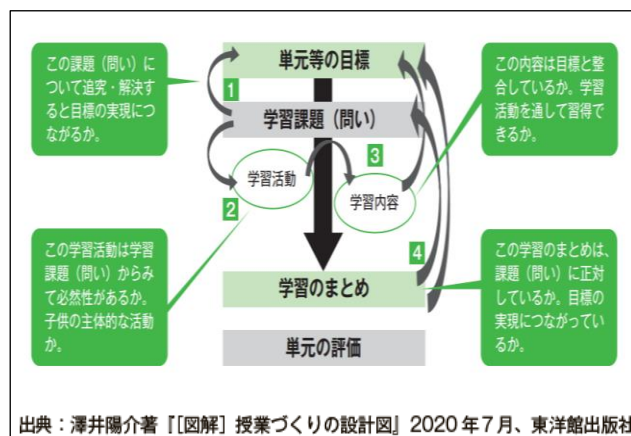 この課題（問い）に
ついて追究・解決す
ると目標の実現につ
ながるか。
単元等の目標
この内容は目標と整
合しているか。学習
活動を通して習得で
きるか。
1
学習課題（問い）
3
学習活動
2
学習内容
この学習活動は学習
課題（問い）からみ
て必然性があるか。
子供の主体的な活動
か。
4
学習のまとめ
この学習のまとめは、
課題（問い）に正対
しているか。目標の
実現につながってい
るか。
単元の評価
出典：澤井陽介著『［図解］授業づくりの設計図』2020年7月、東洋館出版社